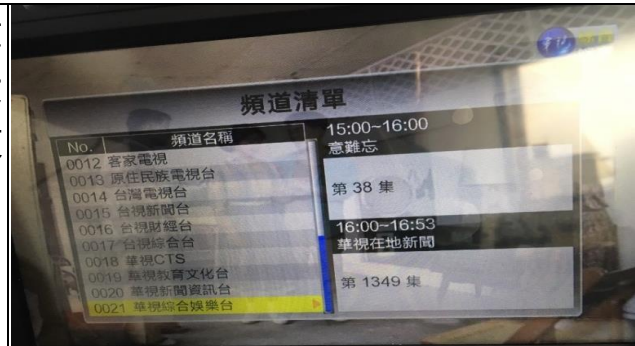 頻道清單
No. 頻道名稱
0012 客家電視
0013 原住民族電視台
0014 台灣電視台
0015 台視新聞台
0016 台視財經台
0017 台視綜合台
0018 華視CTS
0019 華視教育文化台
0020 華視新聞資訊台
0021 華視綜合娛樂台
15:00~16:00
意難忘
第 38 集
16:00~16:53
華視在地新聞
第 1349 集